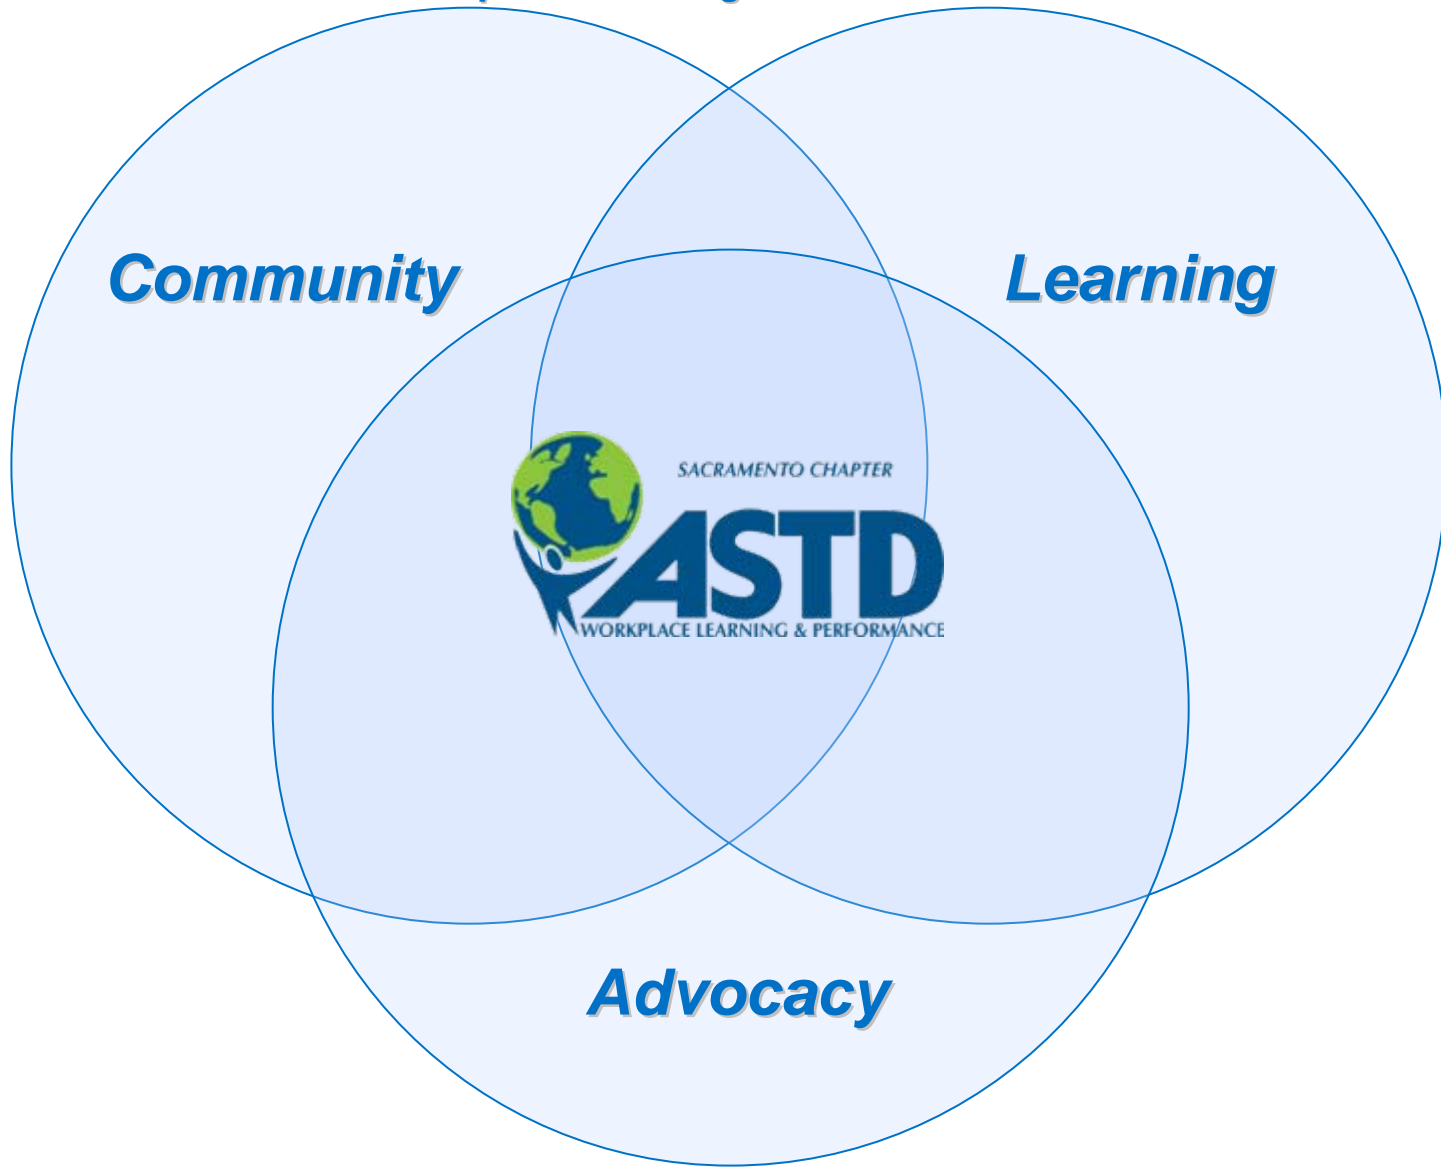 Community
Learning
SACRAMENTO CHAPTER
ASTD
WORKPLACE LEARNING & PERFORMANCE
Advocacy